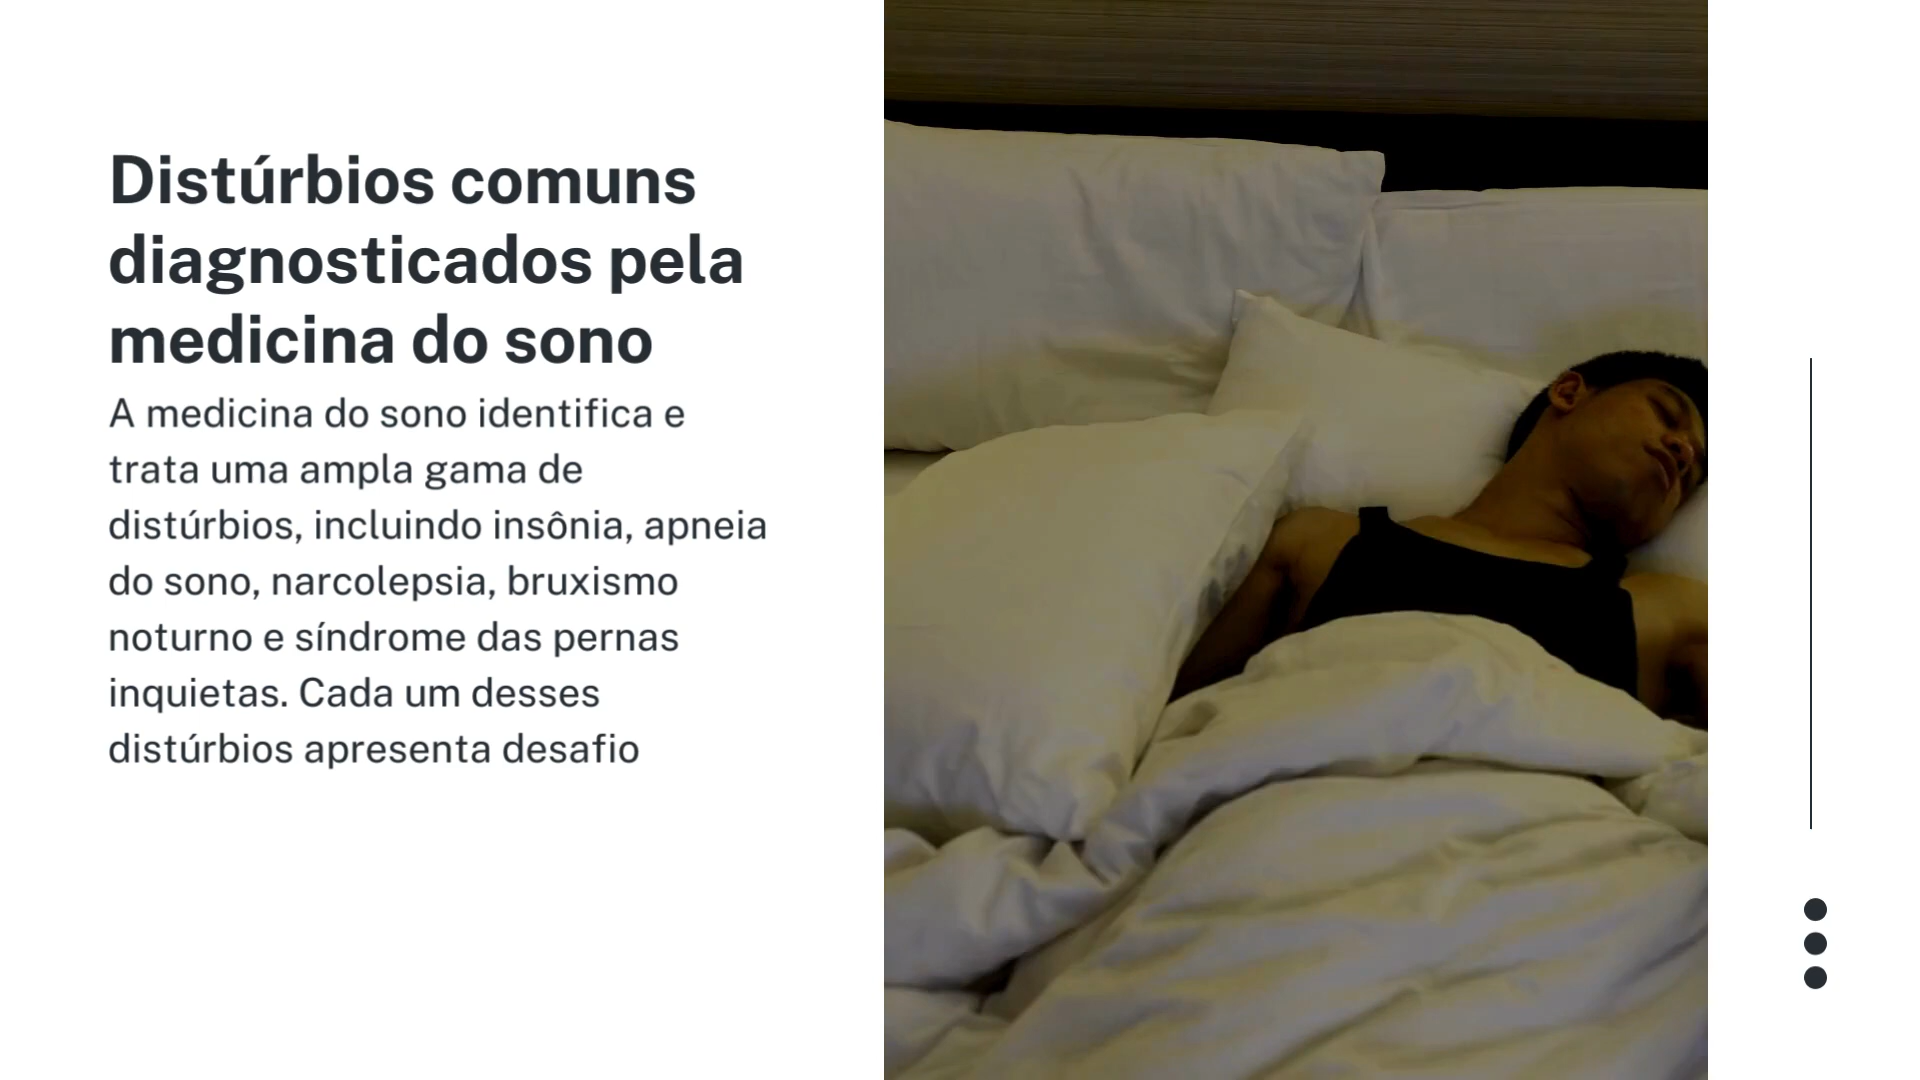 Distúrbios comuns
diagnosticados pela
medicina do sono
A medicina do sono identifica e
trata uma ampla gama de
distúrbios, incluindo insônia, apneia
do sono, narcolepsia, bruxismo
noturno e síndrome das pernas
inquietas. Cada um desses
distúrbios apresenta desafio